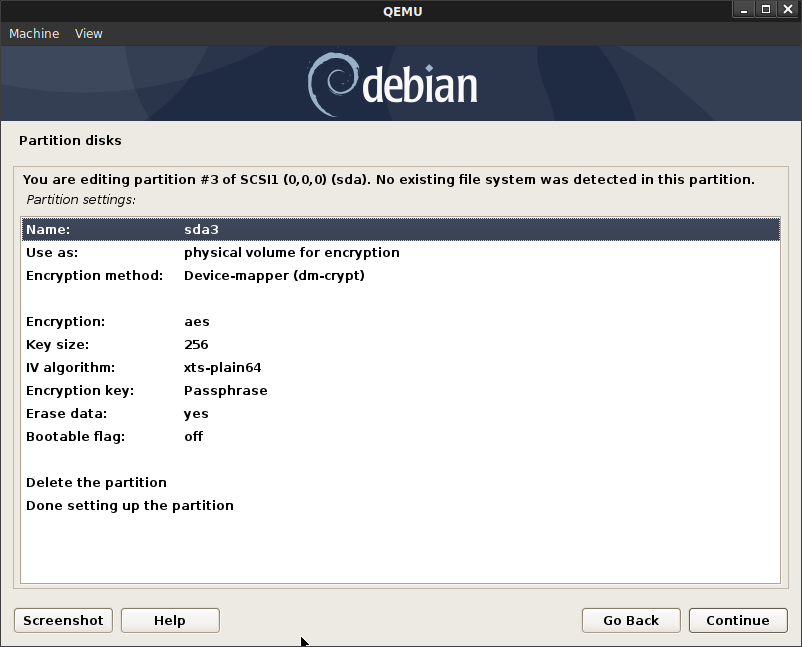 QEMU
Machine View
debian
Partition disks
You are editing partition #3 of SCSI1 (0,0,0) (sda). No existing file system was detected in this partition.
Partition settings:
Name: sda3
Use as: physical volume for encryption
Encryption method: Device-mapper (dm-crypt)
Encryption: aes
Key size: 256
IV algorithm: xts-plain64
Encryption key: Passphrase
Erase data: yes
Bootable flag: off
Delete the partition
Done setting up the partition
Screenshot Help Go Back Continue